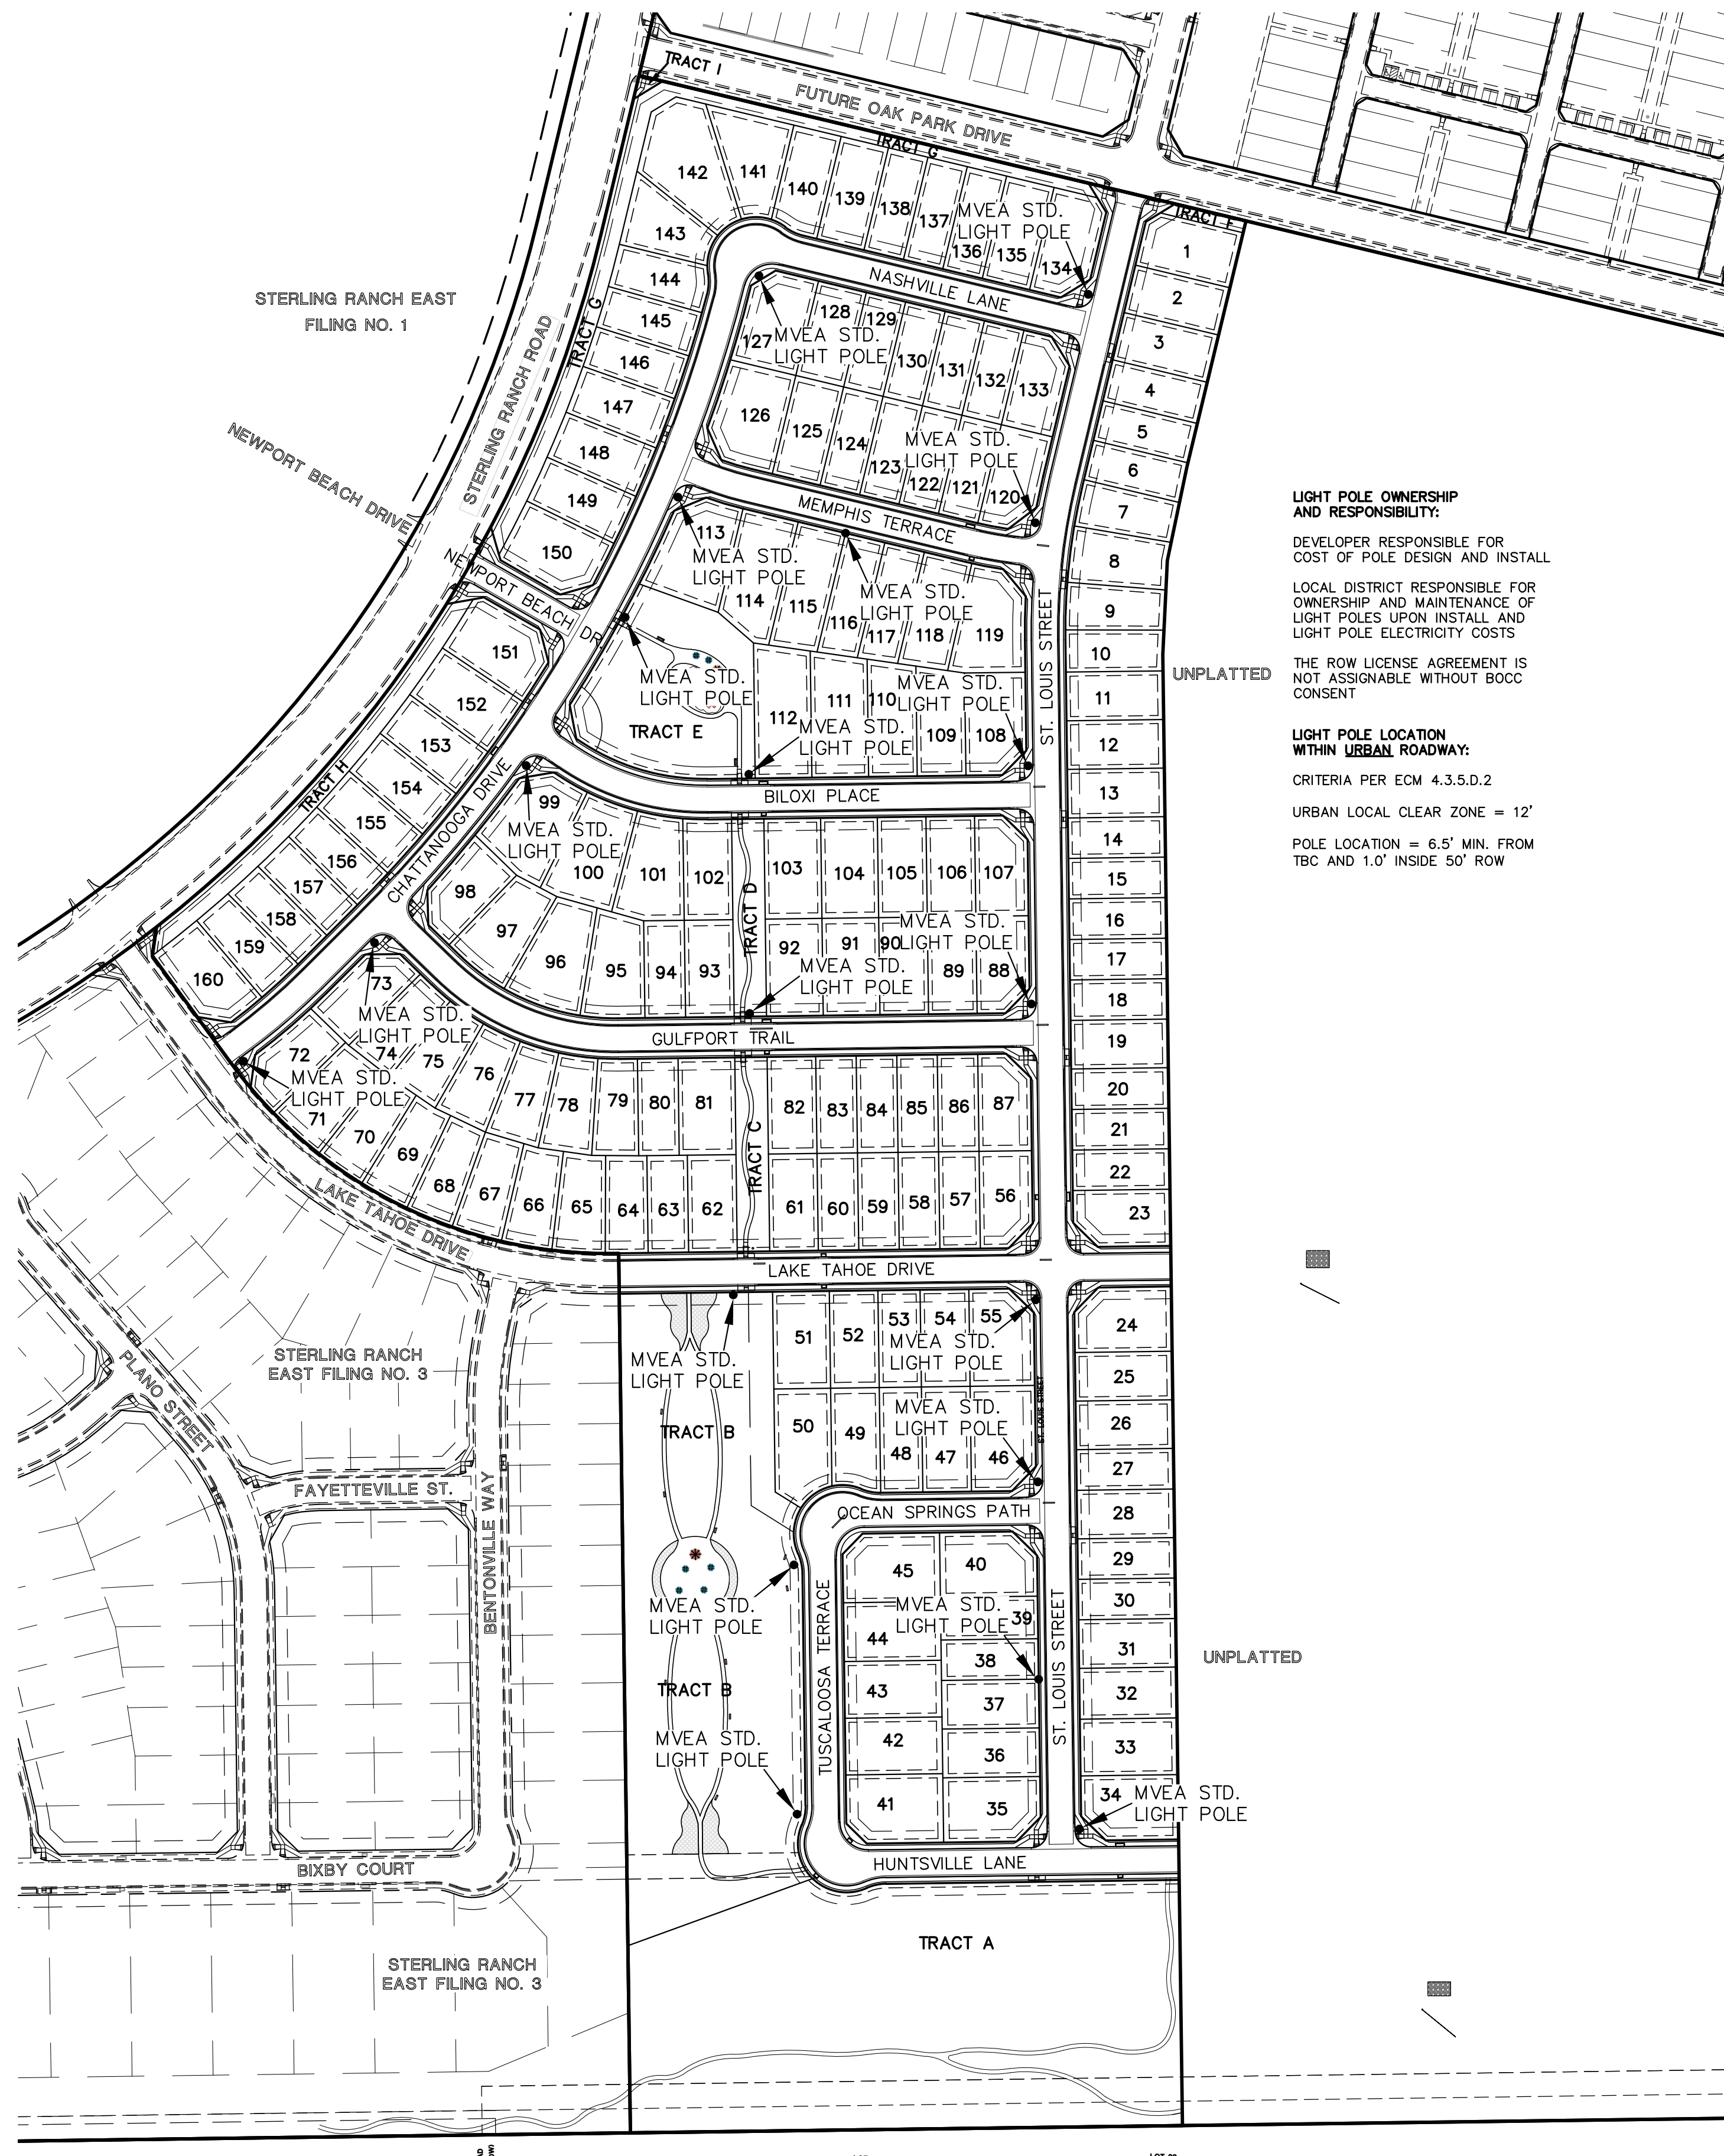 TRACT I
FUTURE OAK PARK DRIVE
TRACT G
TRACT F
142
141
140
139
138
137
136
135
134
MVEA STD.
LIGHT POLE
143
144
145
146
147
148
149
150
NASHVILLE LANE
STERLING RANCH EAST
FILING NO. 1
STERLING RANCH ROAD
TRACT G
NEWPORT BEACH DRIVE
NEWPORT BEACH DR.
127
128
129
130
131
132
133
MVEA STD.
LIGHT POLE
126
125
124
123
122
121
120
MVEA STD.
LIGHT POLE
MEMPHIS TERRACE
113
MVEA STD.
LIGHT POLE
114
115
116
117
118
119
MVEA STD.
LIGHT POLE
MVEA STD.
LIGHT POLE
TRACT E
112
111
110
109
108
MVEA STD.
LIGHT POLE
MVEA STD.
LIGHT POLE
BILOXI PLACE
1
2
3
4
5
6
7
8
9
10
11
12
13
14
15
16
17
18
19
20
21
22
23
ST. LOUIS STREET
UNPLATTED
LIGHT POLE OWNERSHIP
AND RESPONSIBILITY:
DEVELOPER RESPONSIBLE FOR
COST OF POLE DESIGN AND INSTALL
LOCAL DISTRICT RESPONSIBLE FOR
OWNERSHIP AND MAINTENANCE OF
LIGHT POLES UPON INSTALL AND
LIGHT POLE ELECTRICITY COSTS
THE ROW LICENSE AGREEMENT IS
NOT ASSIGNABLE WITHOUT BOCC
CONSENT
LIGHT POLE LOCATION
WITHIN URBAN ROADWAY:
CRITERIA PER ECM 4.3.5.D.2
URBAN LOCAL CLEAR ZONE = 12'
POLE LOCATION = 6.5' MIN. FROM
TBC AND 1.0' INSIDE 50' ROW
151
152
153
154
155
156
157
158
159
160
TRACT H
CHATTANOOGA DRIVE
99
MVEA STD.
LIGHT POLE
100
101
102
103
104
105
106
107
TRACT D
98
97
96
95
94
93
92
91
90
89
88
MVEA STD.
LIGHT POLE
MVEA STD.
LIGHT POLE
GULFPORT TRAIL
73
MVEA STD.
LIGHT POLE
72
74
75
76
77
78
79
80
81
82
83
84
85
86
87
MVEA STD.
LIGHT POLE
71
70
69
68
67
66
65
64
63
62
TRACT C
61
60
59
58
57
56
LAKE TAHOE DRIVE
LAKE TAHOE DRIVE
STERLING RANCH
EAST FILING NO. 3
PLANO STREET
FAYETTEVILLE ST.
BENTONVILLE WAY
BIXBY COURT
STERLING RANCH
EAST FILING NO. 3
MVEA STD.
LIGHT POLE
TRACT B
51
52
53
54
55
MVEA STD.
LIGHT POLE
50
49
48
47
46
MVEA STD.
LIGHT POLE
ST. LOUIS STREET
OCEAN SPRINGS PATH
MVEA STD.
LIGHT POLE
TRACT B
MVEA STD.
LIGHT POLE
TUSCALOOSA TERRACE
45
40
MVEA STD.
LIGHT POLE
39
44
38
43
37
42
36
41
35
ST. LOUIS STREET
24
25
26
27
28
29
30
31
32
33
34
MVEA STD.
LIGHT POLE
UNPLATTED
HUNTSVILLE LANE
TRACT A